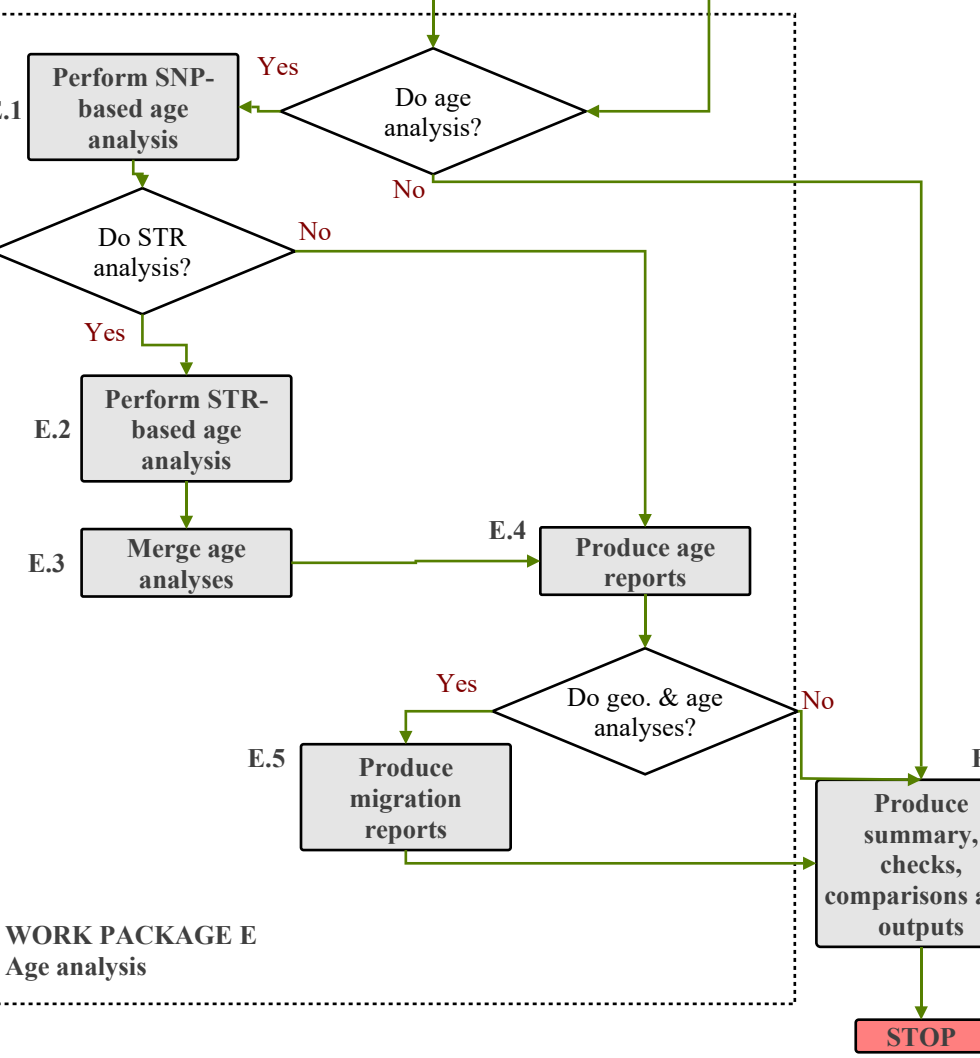 Yes
Perform SNP-
based age
analysis
.1
Do age
analysis?
No
Do STR
analysis?
No
Yes
E.2
Perform STR-
based age
analysis
E.3
Merge age
analyses
E.4
Produce age
reports
Yes
Do geo. & age
analyses?
No
E.5
Produce
migration
reports
Produce
summary,
checks,
comparisons
outputs
WORK PACKAGE E
Age analysis
STOP